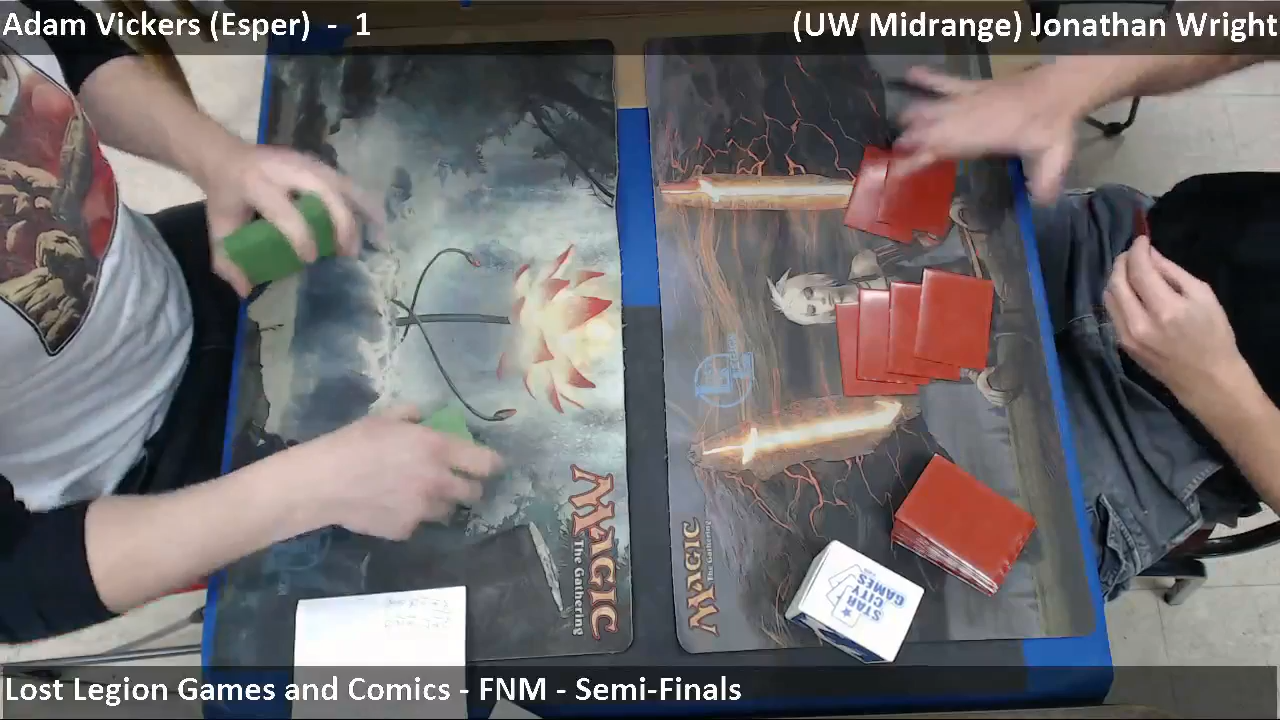 Adam Vickers (Esper) - 1
(UW Midrange) Jonathan Wright
MAGIC
The Gathering
MAGIC
The Gathering
STAR
CITY
GAMES
Lost Legion Games and Comics - FNM - Semi-Finals